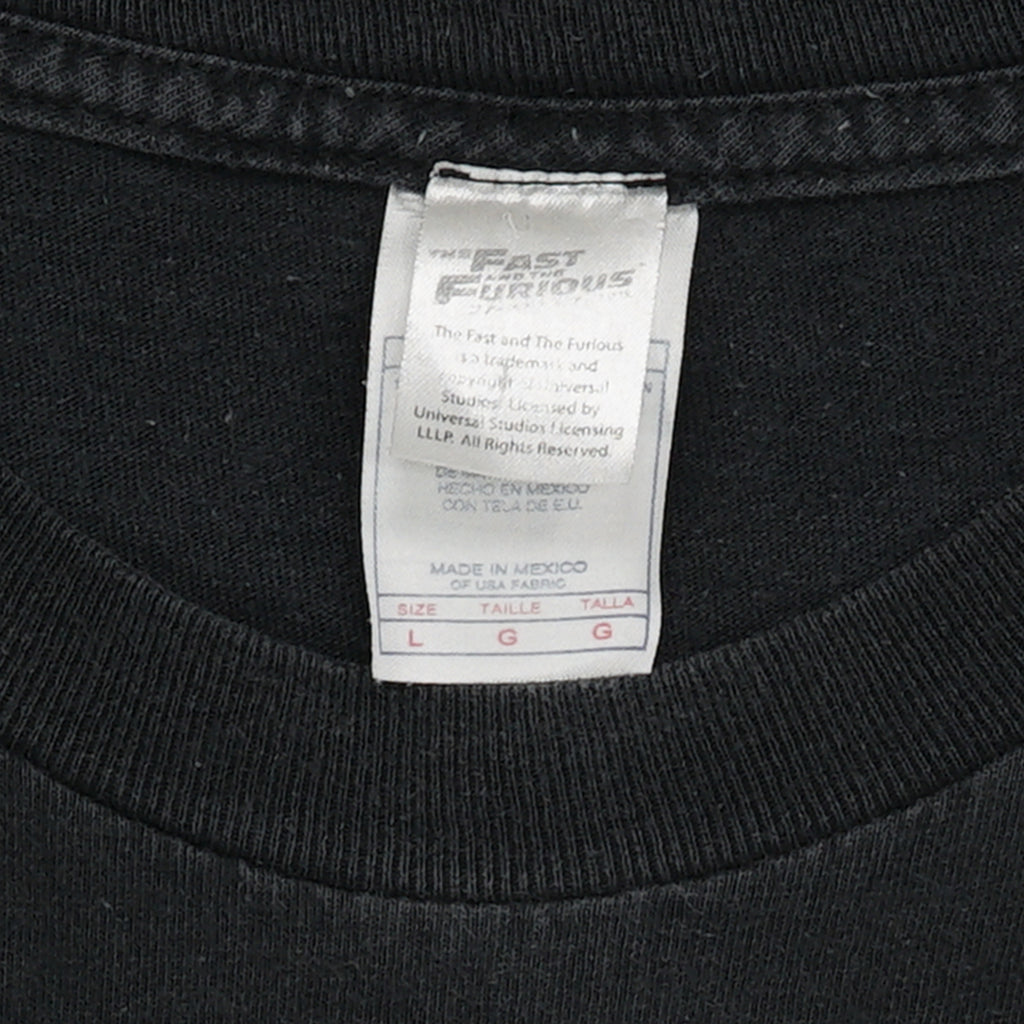 THE FAST
AND THE
FURIOUS
The Fast and The Furious
is a trademark and
copyright of Universal
Studios. Licensed by
Universal Studios Licensing
LLLP. All Rights Reserved.
HECHO EN MEXICO
CON TELA DE E.U.
MADE IN MEXICO
OF USA FABRIC
SIZE TAILLE TALLA
L G G